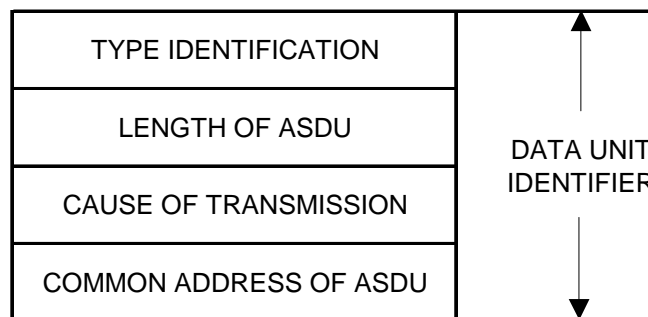 TYPE IDENTIFICATION
LENGTH OF ASDU
CAUSE OF TRANSMISSION
COMMON ADDRESS OF ASDU
DATA UNIT
IDENTIFIER